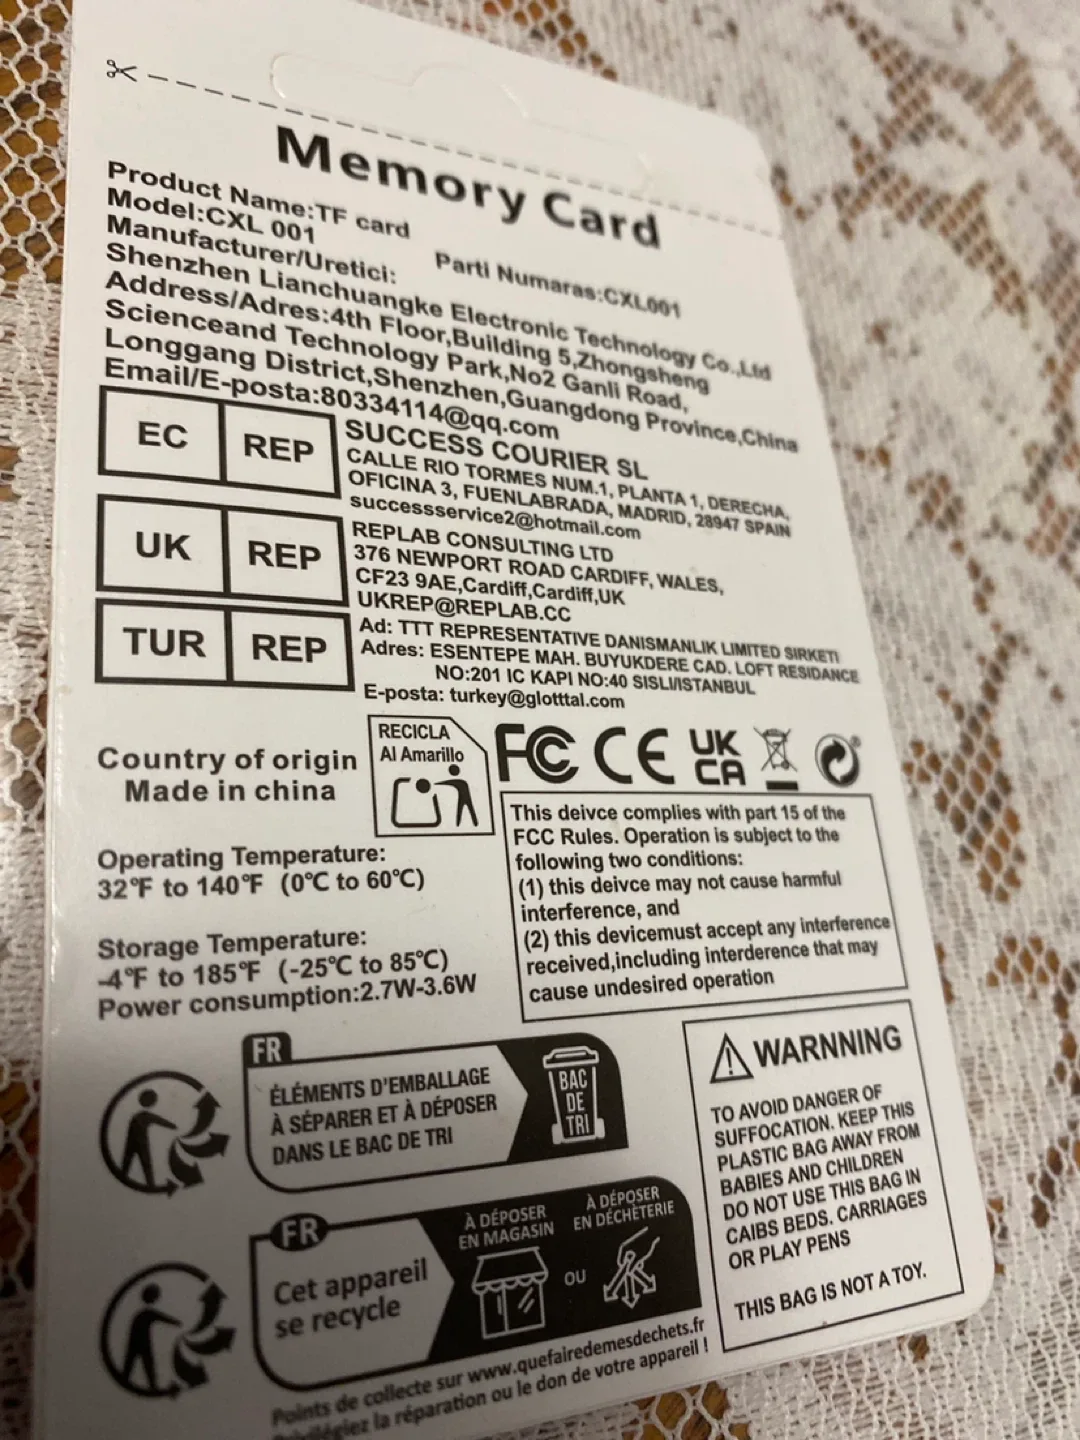 Memory Card
Product Name:TF card
Model:CXL 001
Parti Numaras:CXL001
Manufacturer/Uretici:
Shenzhen Lianchuangke Electronic Technology Co.,Ltd
Address/Adres:4th Floor,Building 5,Zhongsheng
Scienceand Technology Park,No2 Ganli Road,
Longgang District,Shenzhen,Guangdong Province,China
Email/E-posta:80334114@qq.com
EC REP
SUCCESS COURIER SL
CALLE RIO TORMES NUM.1, PLANTA 1, DERECHA,
OFICINA 3, FUENLABRADA, MADRID, 28947 SPAIN
successservice2@hotmail.com
UK REP
REPLAB CONSULTING LTD
376 NEWPORT ROAD CARDIFF, WALES,
CF23 9AE,Cardiff,Cardiff,UK
UKREP@REPLAB.CC
TUR REP
Ad: TTT REPRESENTATIVE DANISMANLIK LIMITED SIRKETI
Adres: ESENTEPE MAH. BUYUKDERE CAD. LOFT RESIDANCE
NO:201 IC KAPI NO:40 SISLI/ISTANBUL
E-posta: turkey@glotttal.com
Country of origin
Made in china
RECICLA
Al Amarillo
FC CE UK
CA
This deivce complies with part 15 of the
FCC Rules. Operation is subject to the
following two conditions:
(1) this deivce may not cause harmful
interference, and
(2) this devicemust accept any interference
received,including interderence that may
cause undesired operation
Operating Temperature:
32°F to 140°F (0°C to 60°C)
Storage Temperature:
-4°F to 185°F (-25°C to 85°C)
Power consumption:2.7W-3.6W
FR
ÉLÉMENTS D'EMBALLAGE
À SÉPARER ET À DÉPOSER
DANS LE BAC DE TRI
BAC
DE
TRI
FR
Cet appareil
se recycle
À DÉPOSER
EN MAGASIN
OU
À DÉPOSER
EN DÉCHÈTERIE
Points de collecte sur www.quefairedemesdechets.fr
Privilégiez la réparation ou le don de votre appareil !
WARNNING
TO AVOID DANGER OF
SUFFOCATION. KEEP THIS
PLASTIC BAG AWAY FROM
BABIES AND CHILDREN
DO NOT USE THIS BAG IN
CAIBS BEDS. CARRIAGES
OR PLAY PENS
THIS BAG IS NOT A TOY.